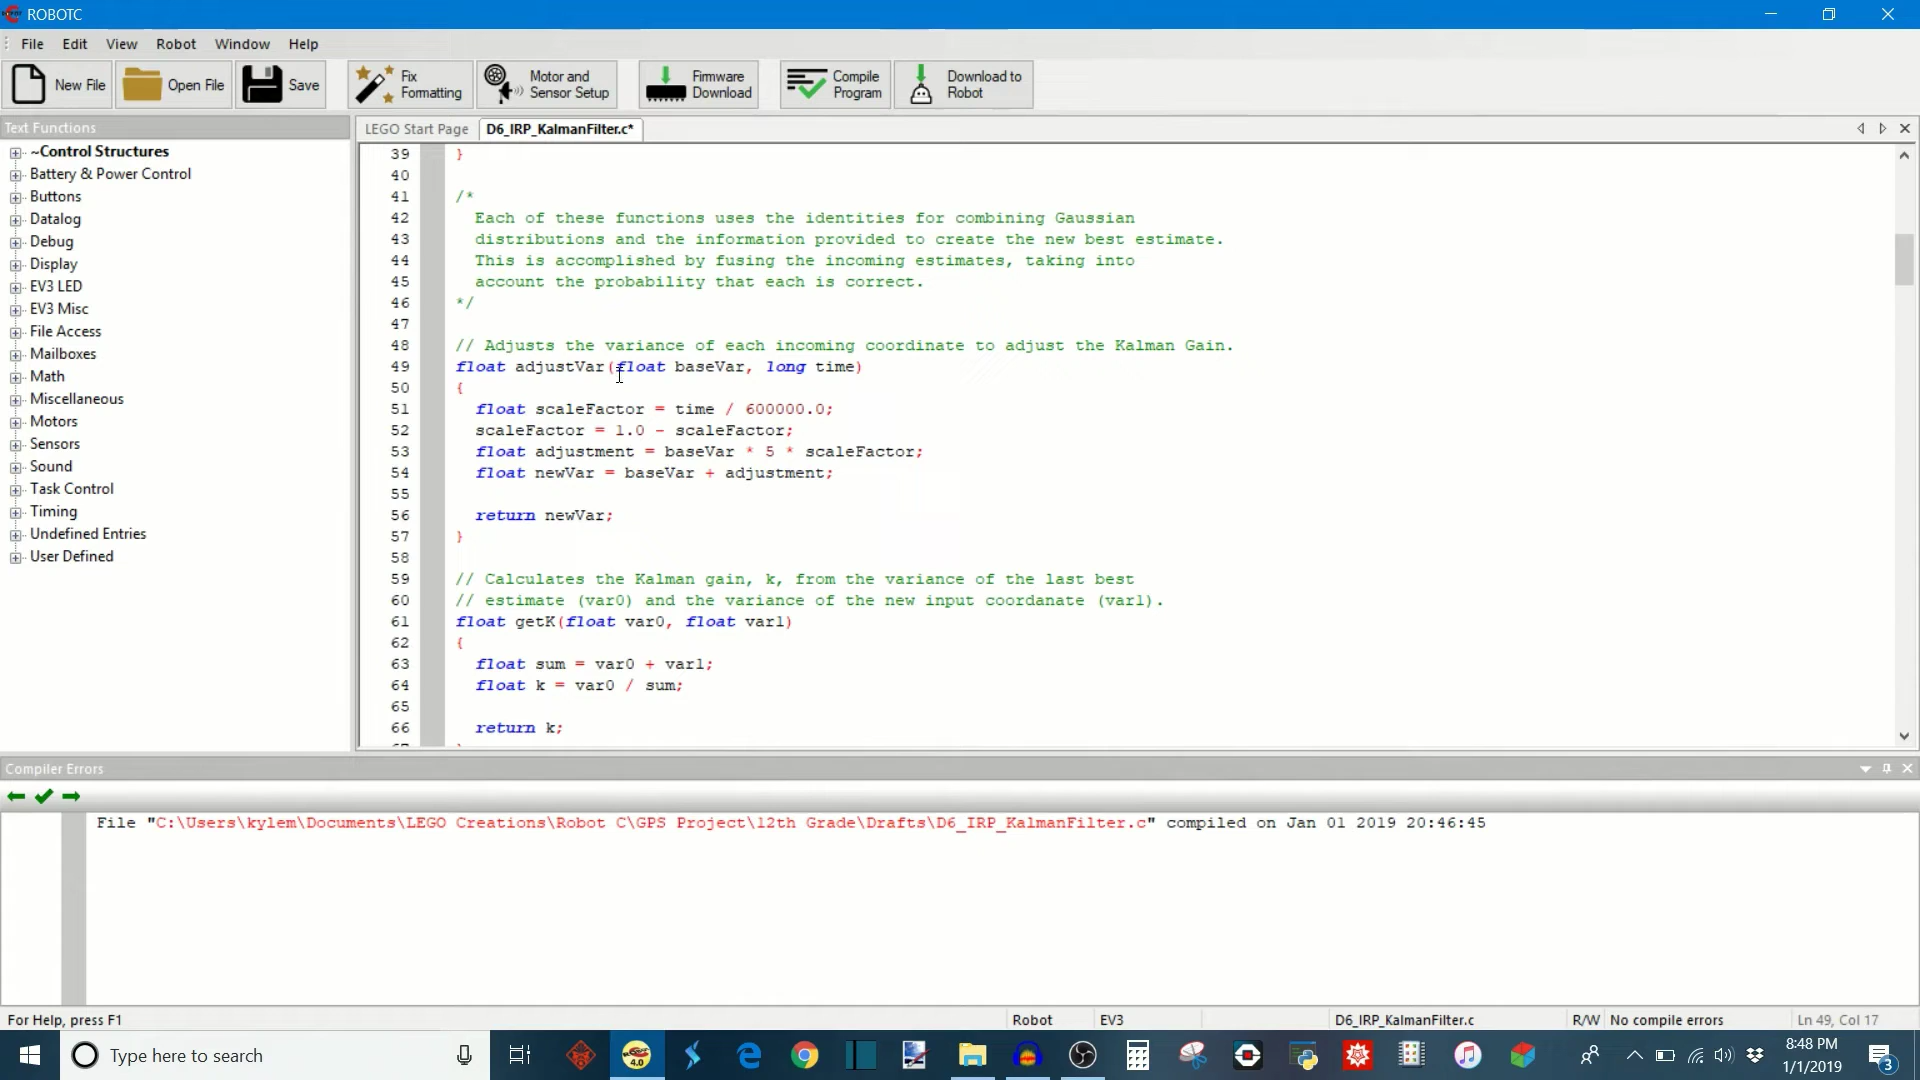 ROBOTC
File Edit View Robot Window Help
New File Open File Save Fix Formatting Motor and Sensor Setup Firmware Download Compile Program Download to Robot
Text Functions
LEGO Start Page D6_IRP_KalmanFilter.c*
~Control Structures
Battery & Power Control
Buttons
Datalog
Debug
Display
EV3 LED
EV3 Misc
File Access
Mailboxes
Math
Miscellaneous
Motors
Sensors
Sound
Task Control
Timing
Undefined Entries
User Defined
39 }
40
41 /*
42 Each of these functions uses the identities for combining Gaussian
43 distributions and the information provided to create the new best estimate.
44 This is accomplished by fusing the incoming estimates, taking into
45 account the probability that each is correct.
46 */
47
48 // Adjusts the variance of each incoming coordinate to adjust the Kalman Gain.
49 float adjustVar(float baseVar, long time)
50 {
51 float scaleFactor = time / 600000.0;
52 scaleFactor = 1.0 - scaleFactor;
53 float adjustment = baseVar * 5 * scaleFactor;
54 float newVar = baseVar + adjustment;
55
56 return newVar;
57 }
58
59 // Calculates the Kalman gain, k, from the variance of the last best
60 // estimate (var0) and the variance of the new input coordanate (var1).
61 float getK(float var0, float var1)
62 {
63 float sum = var0 + var1;
64 float k = var0 / sum;
65
66 return k;
Compiler Errors
File "C:\Users\kylem\Documents\LEGO Creations\Robot C\GPS Project\12th Grade\Drafts\D6_IRP_KalmanFilter.c" compiled on Jan 01 2019 20:46:45
For Help, press F1 Robot EV3 D6_IRP_KalmanFilter.c R/W No compile errors Ln 49, Col 17
Type here to search
4.0
8:48 PM
1/1/2019
3